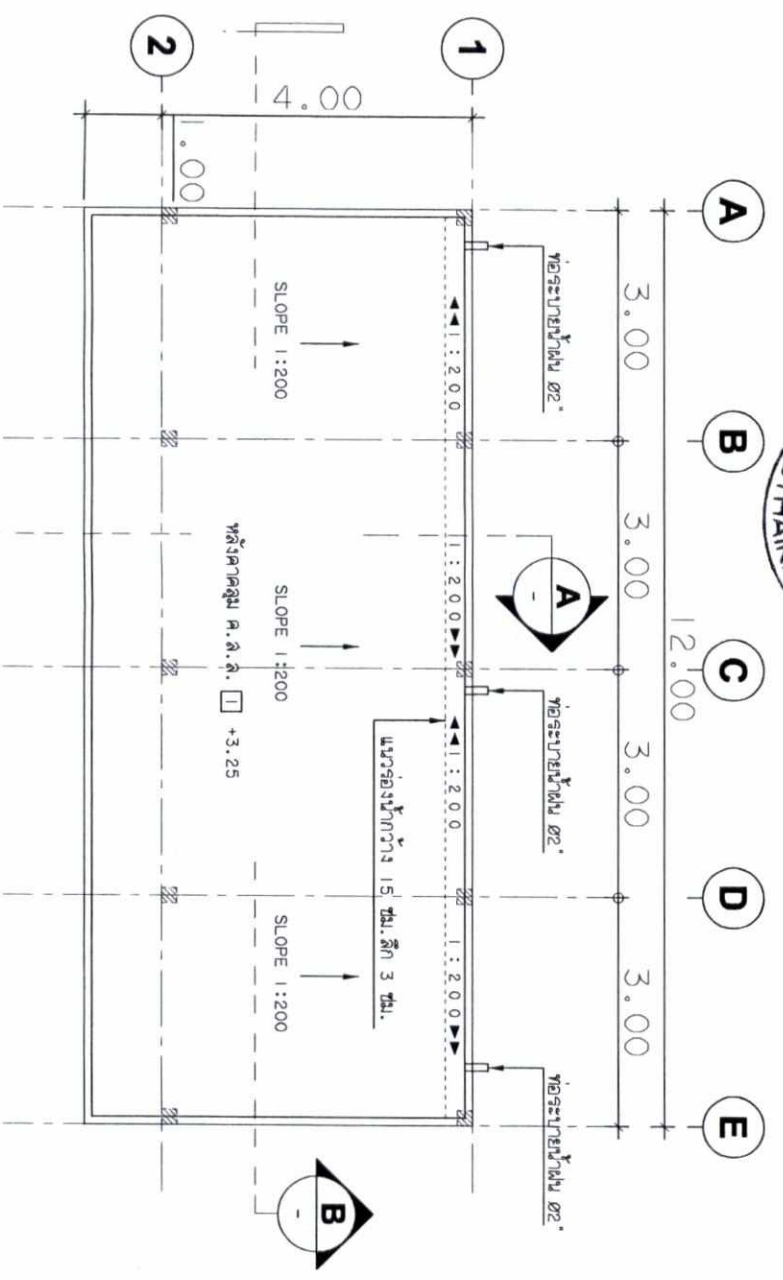 A
B
C
D
E
12.00
3.00
3.00
3.00
3.00
ท่อระบายน้ำฝน Ø2"
ท่อระบายน้ำฝน Ø2"
ท่อระบายน้ำฝน Ø2"
A
-
1
◄◄1:200
1:200►►
◄◄1:200
1:200►►
แนวร่องน้ำกว้าง 15 ซม. ลึก 3 ซม.
4.00
SLOPE 1:200
SLOPE 1:200
SLOPE 1:200
หลังคาคลุม ค.ส.ล. 1 +3.25
B
-
2
1.00